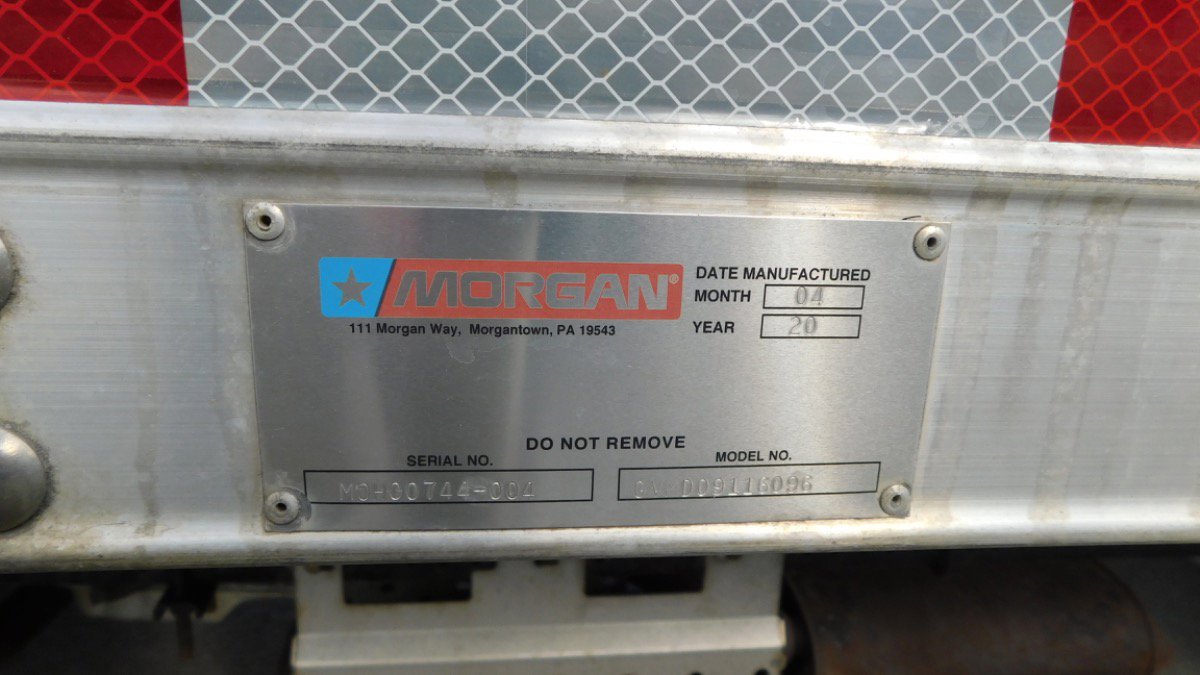 MORGAN®
111 Morgan Way, Morgantown, PA 19543
DATE MANUFACTURED
MONTH 04
YEAR 20
DO NOT REMOVE
SERIAL NO.
MODEL NO.